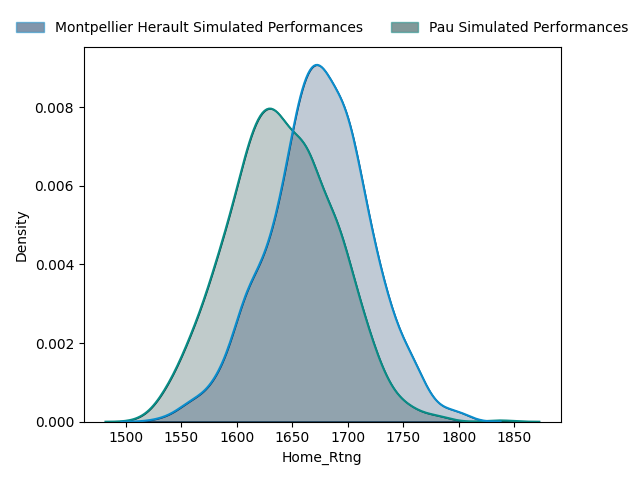 Montpellier Herault Simulated Performances
Pau Simulated Performances
Density
0.008
0.006
0.004
0.002
0.000
1500 1550 1600 1650 1700 1750 1800 1850
Home_Rtng